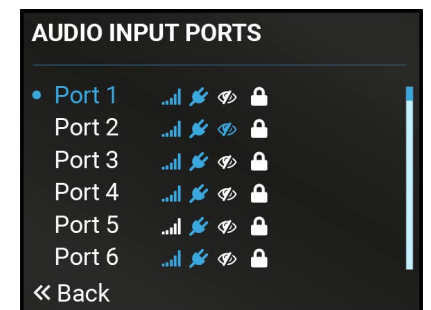 AUDIO INPUT PORTS
Port 1
Port 2
Port 3
Port 4
Port 5
Port 6
« Back